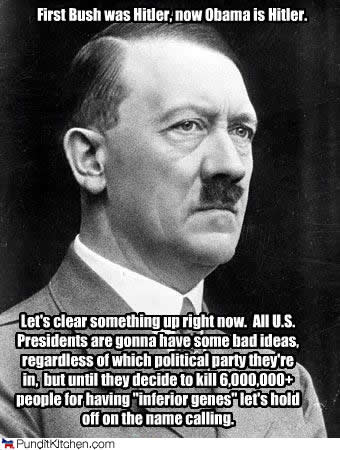 First Bush was Hitler, now Obama is Hitler.
Let's clear something up right now.  All U.S.
Presidents are gonna have some bad ideas,
regardless of which political party they're
in, but until they decide to kill 6,000,000+
people for having "inferior genes" let's hold
off on the name calling.
PunditKitchen.com